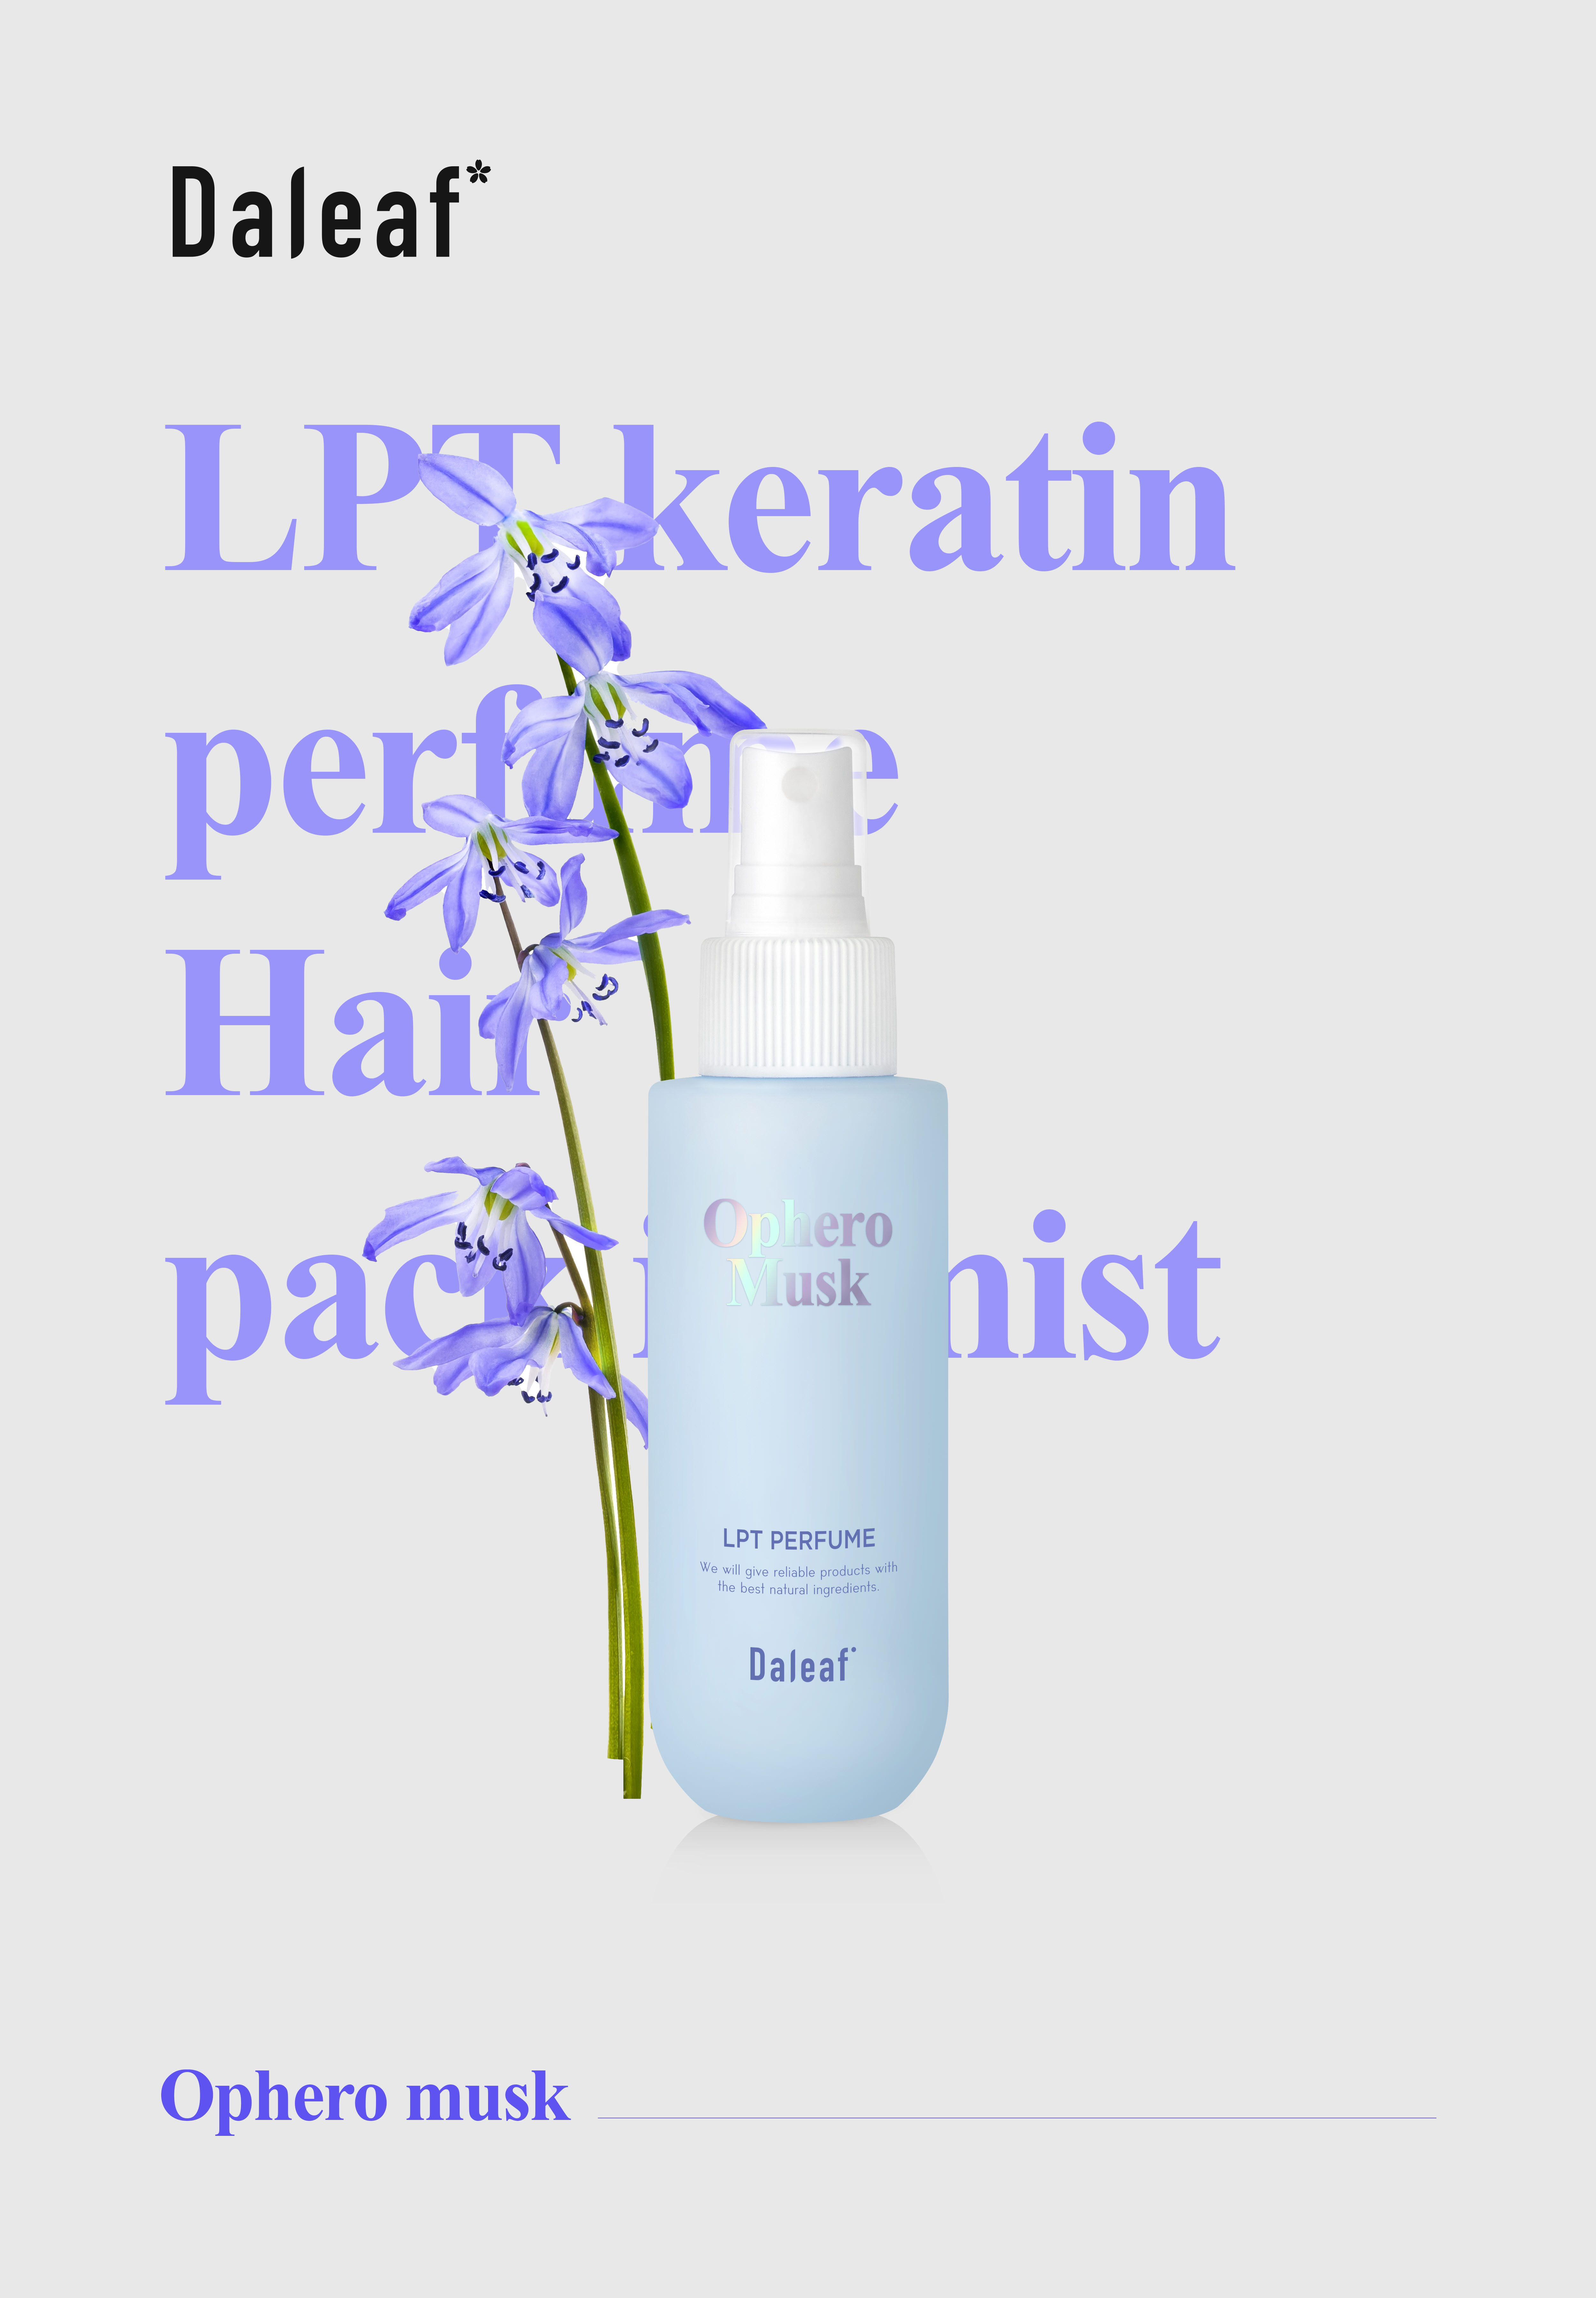 Daleaf*
LPT keratin
perfume
Hair
pack mist
Ophero
Musk
LPT PERFUME
We will give reliable products with
the best natural ingredients.
Daleaf
Ophero musk